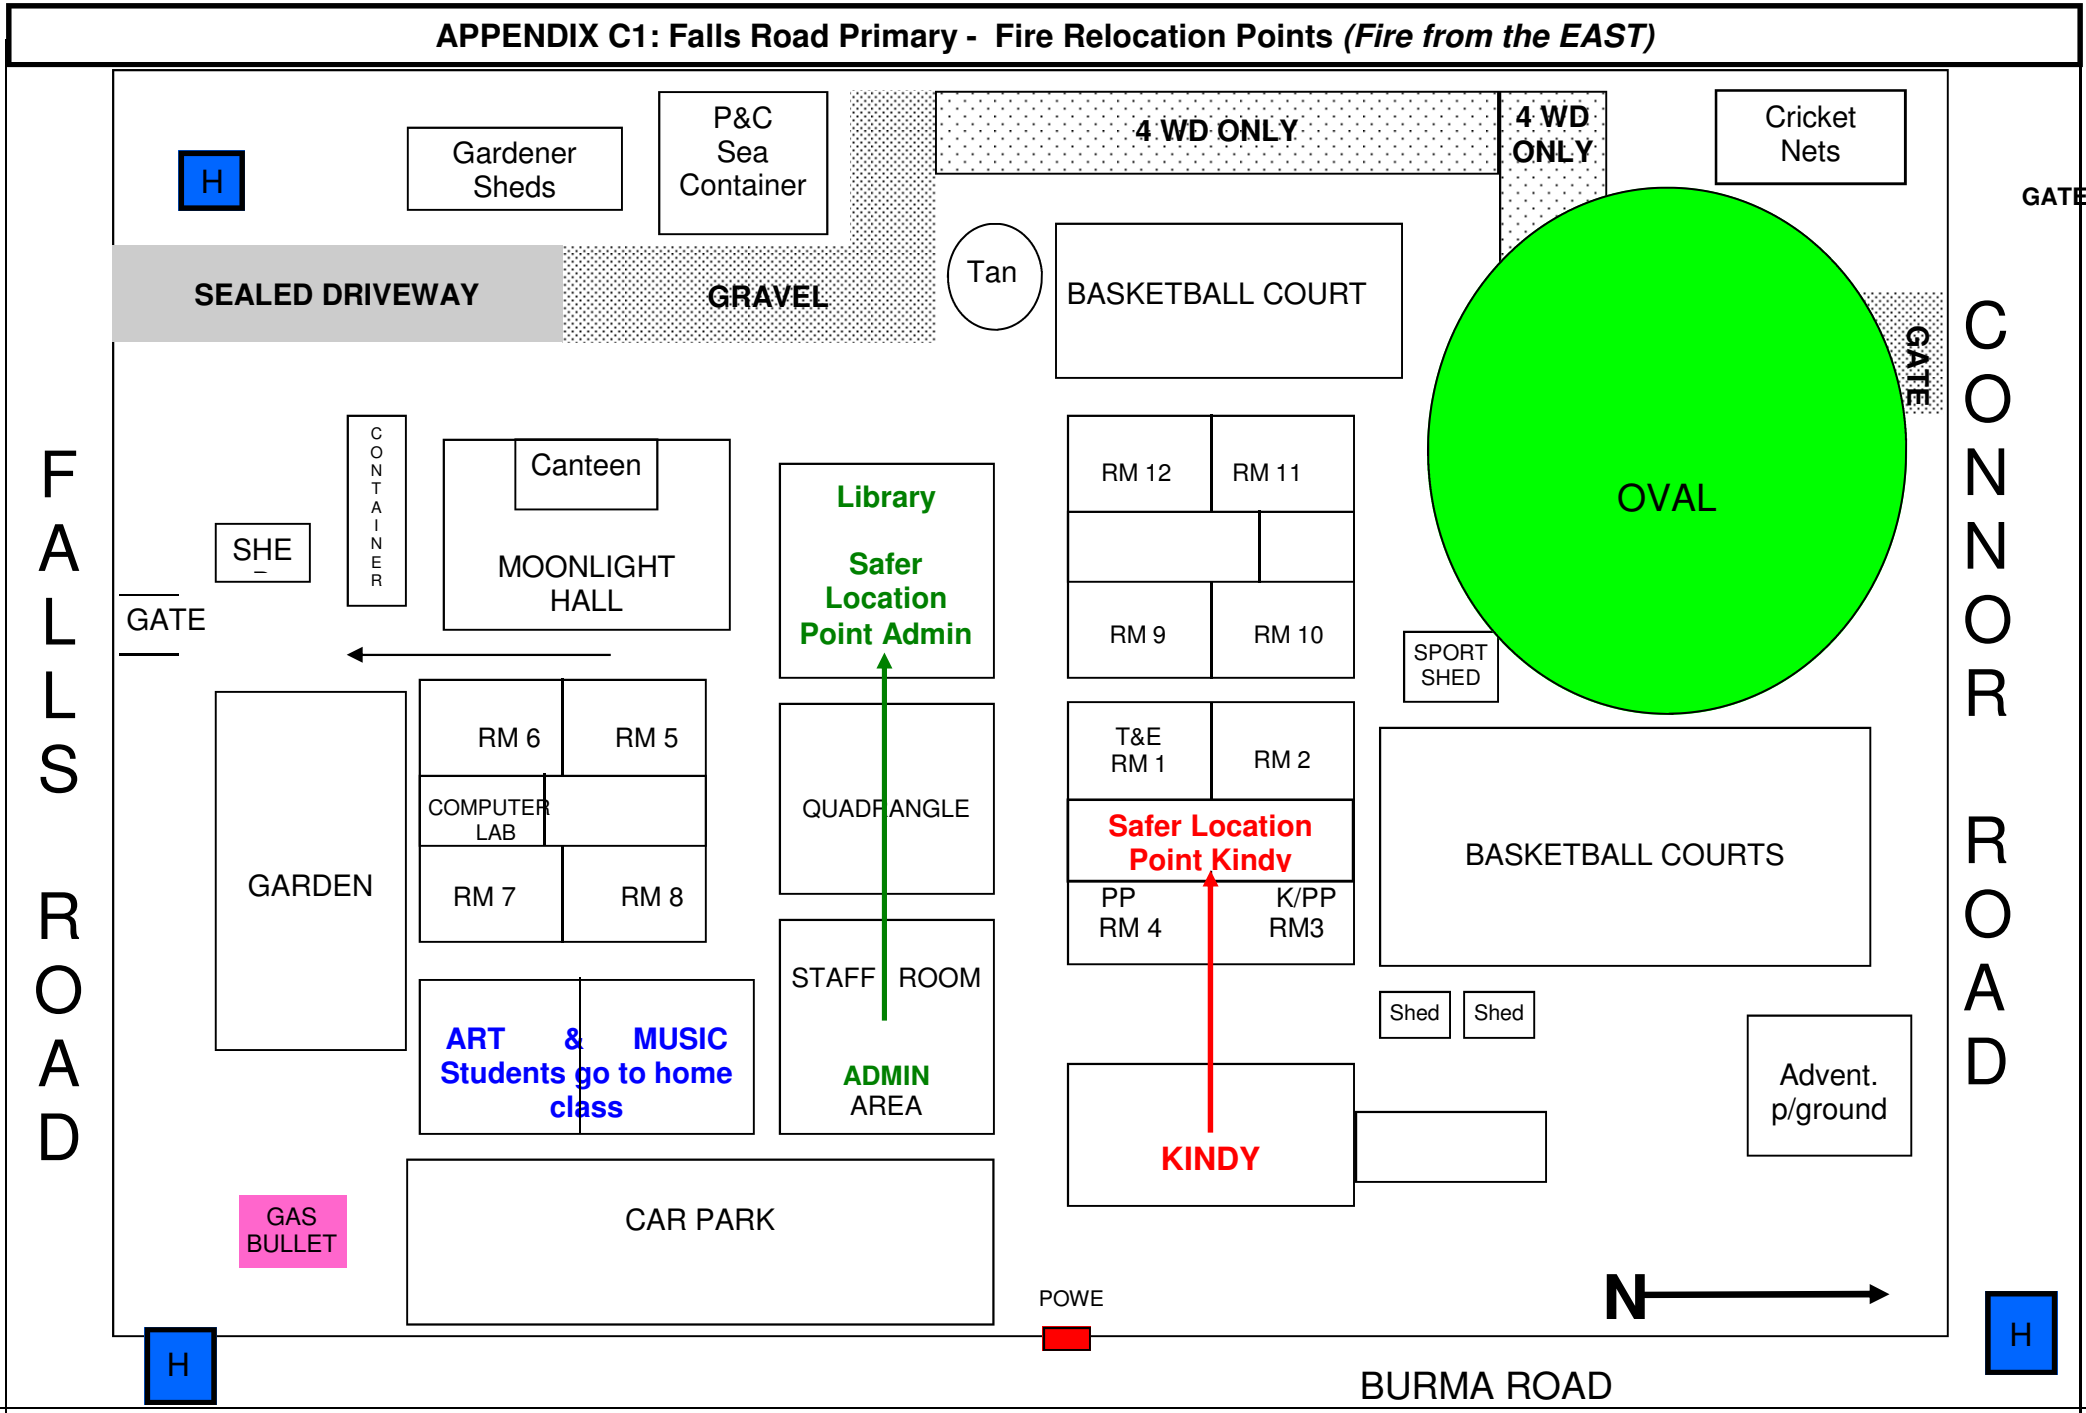 APPENDIX C1: Falls Road Primary - Fire Relocation Points (Fire from the EAST)
H
Gardener
Sheds
P&C
Sea
Container
4 WD ONLY
4 WD
ONLY
Cricket
Nets
GATE
SEALED DRIVEWAY
GRAVEL
Tan
BASKETBALL COURT
GATE
CONNOR ROAD
FALLS ROAD
CONTAINER
Canteen
MOONLIGHT
HALL
SHE
GATE
Library
Safer
Location
Point Admin
RM 12
RM 11
RM 9
RM 10
OVAL
SPORT
SHED
RM 6
RM 5
COMPUTER
LAB
RM 7
RM 8
GARDEN
QUADRANGLE
T&E
RM 1
RM 2
Safer Location
Point Kindy
PP
RM 4
K/PP
RM3
BASKETBALL COURTS
STAFF ROOM
ADMIN
AREA
ART & MUSIC
Students go to home
class
Shed
Shed
Advent.
p/ground
KINDY
GAS
BULLET
CAR PARK
POWE
N
H
H
BURMA ROAD